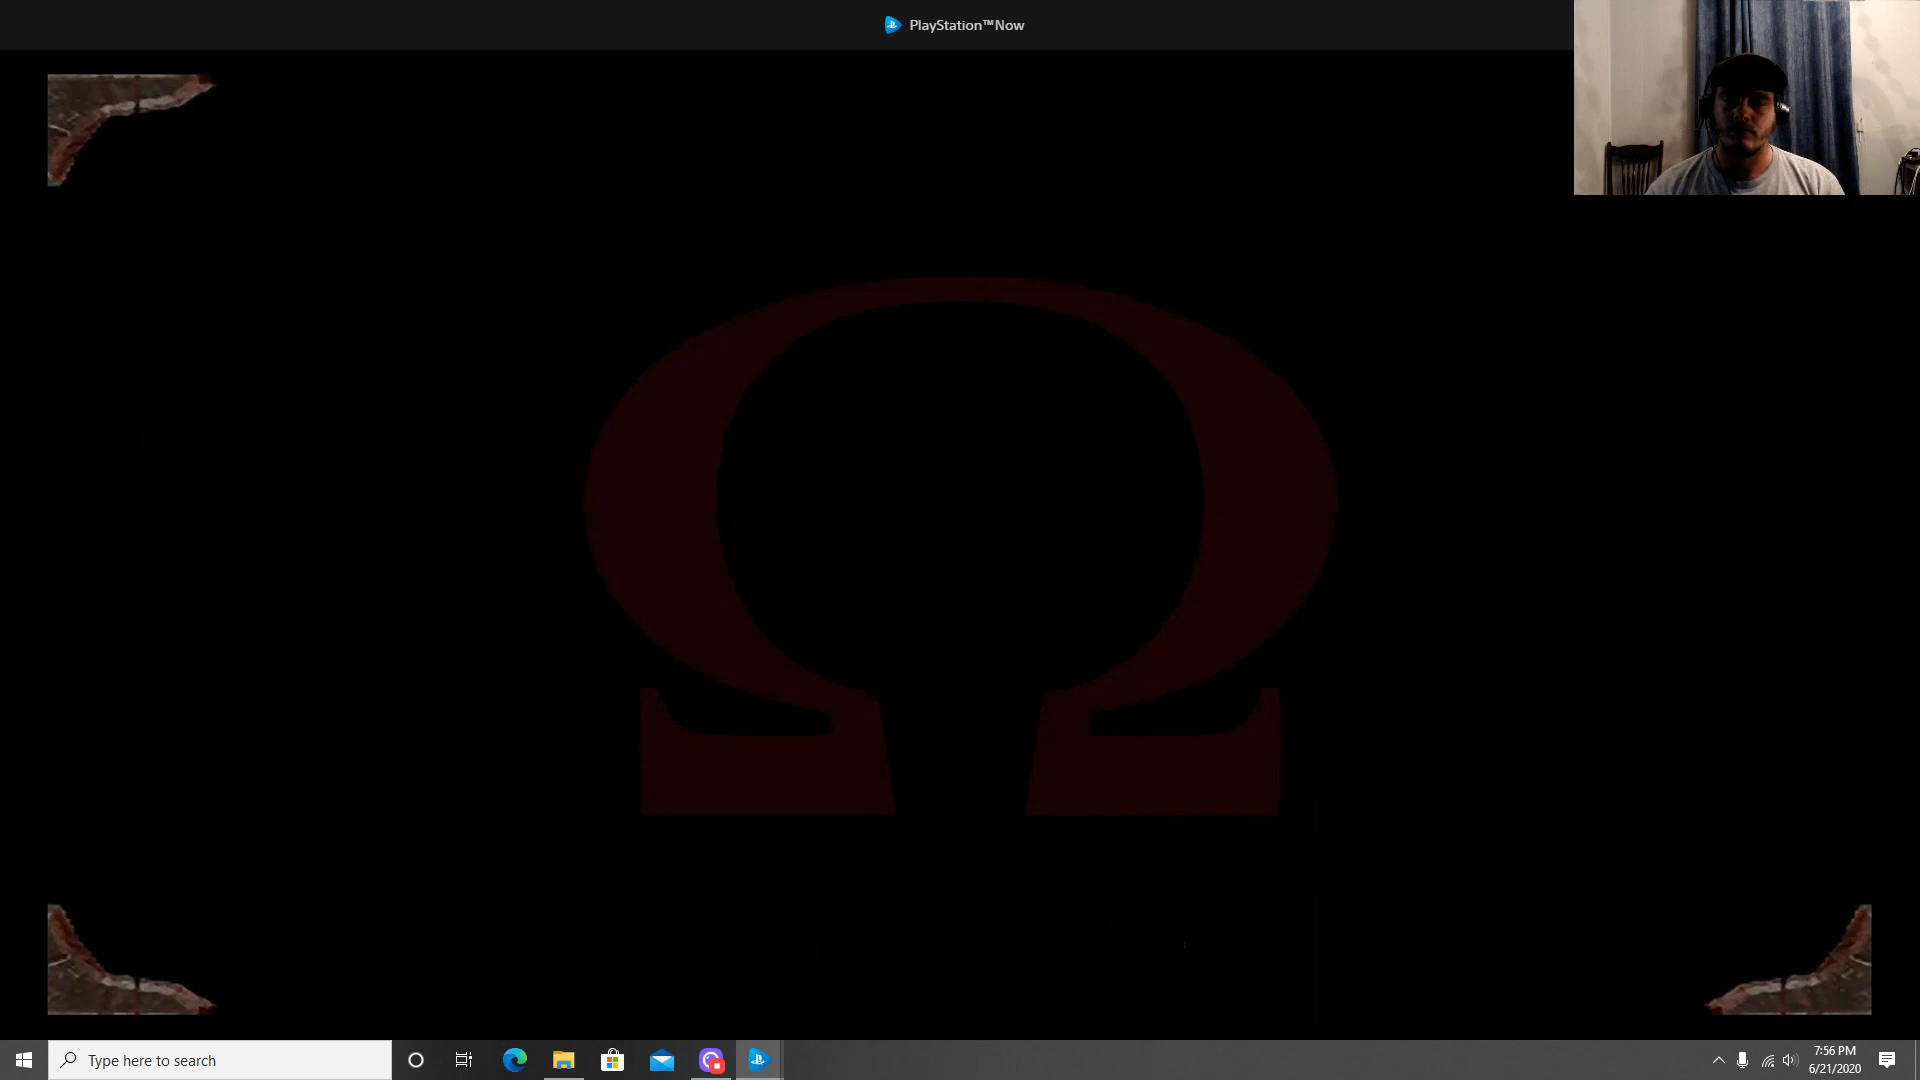 PlayStation™Now
Ω
Type here to search
7:56 PM
6/21/2020